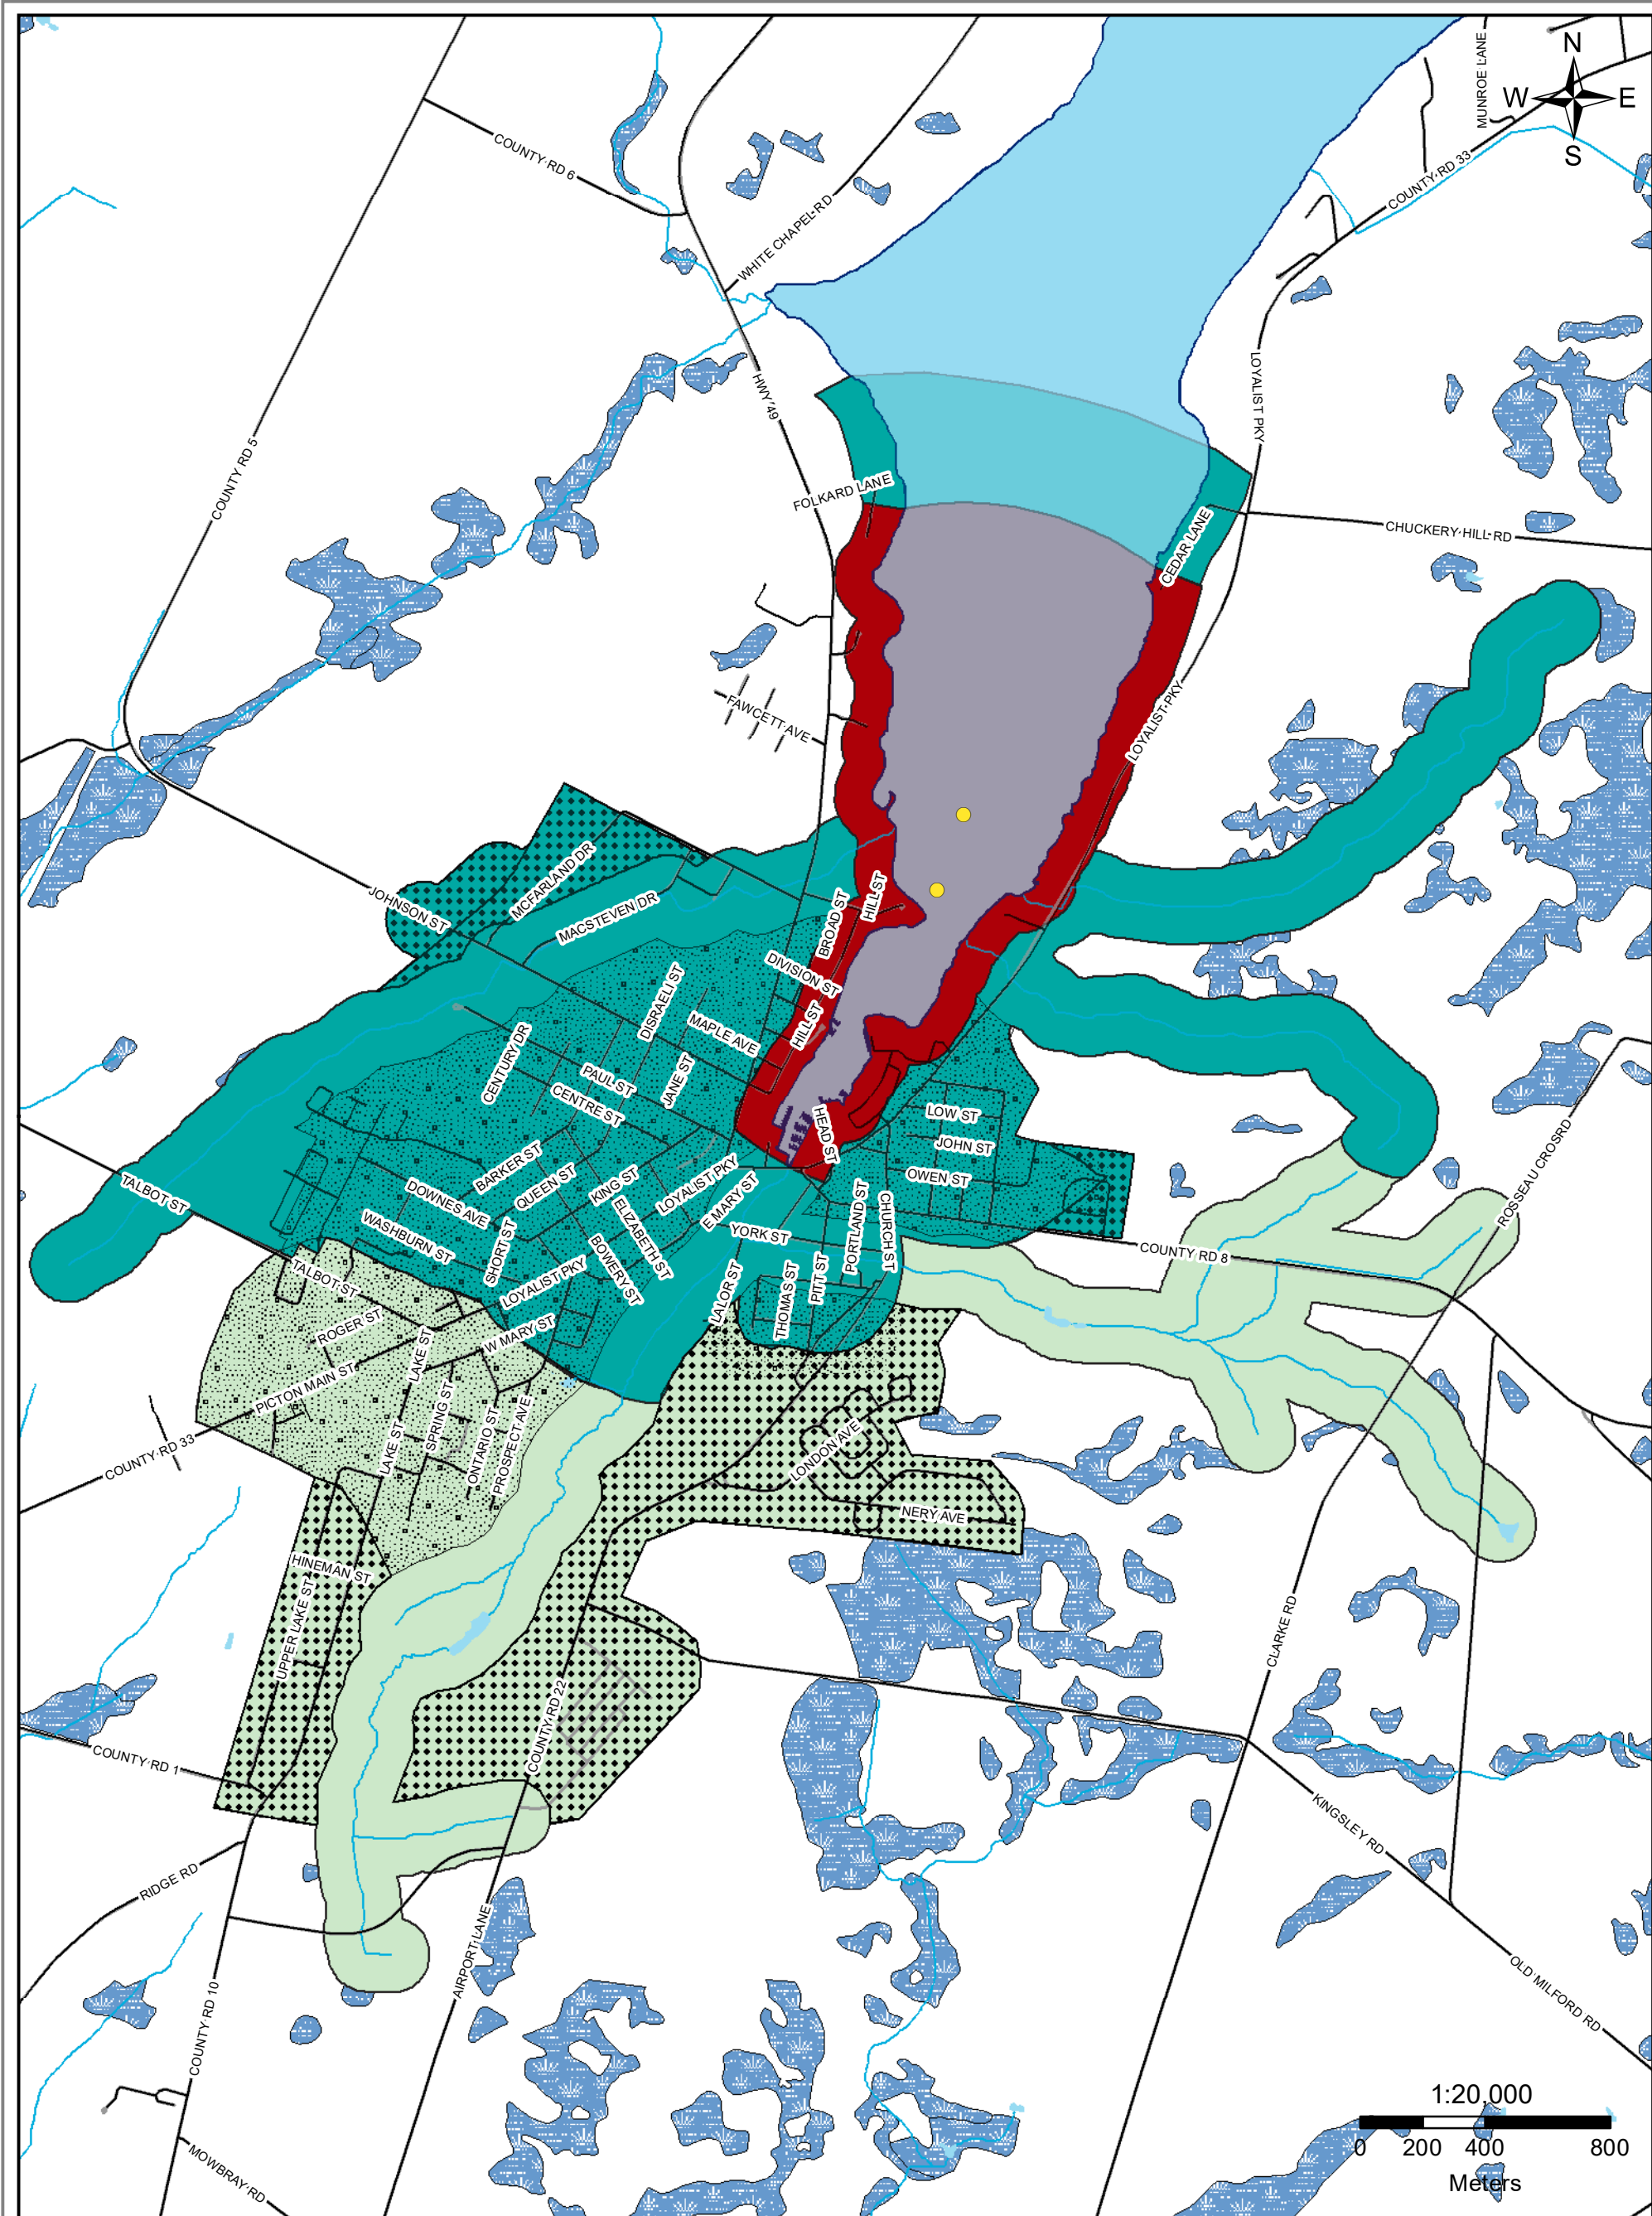 MUNROE LANE
N
W E
S
COUNTY RD 6
COUNTY RD 33
WHITE CHAPEL RD
HWY 49
LOYALIST PKY
COUNTY RD 5
FOLKARD LANE
CEDAR LANE
CHUCKERY HILL RD
FAWCETT AVE
LOYALIST PKY
JOHNSON ST
MCFARLAND DR
MACSTEVEN DR
BROAD ST
HILL ST
DIVISION ST
DISRAELI ST
MAPLE AVE
HILL ST
CENTURY DR
PAUL ST
JANE ST
CENTRE ST
HEAD ST
LOW ST
JOHN ST
OWEN ST
TALBOT ST
BARKER ST
QUEEN ST
KING ST
LOYALIST PKY
E MARY ST
DOWNES AVE
ELIZABETH ST
WASHBURN ST
SHORT ST
BOWERY ST
YORK ST
PORTLAND ST
CHURCH ST
COUNTY RD 8
ROSSEAU CROSRD
TALBOT ST
LOYALIST PKY
LALOR ST
THOMAS ST
PITT ST
ROGER ST
LAKE ST
W MARY ST
PICTON MAIN ST
COUNTY RD 33
LAKE ST
SPRING ST
ONTARIO ST
PROSPECT AVE
LONDON AVE
NERY AVE
HINEMAN ST
UPPER LAKE ST
CLARKE RD
COUNTY RD 22
COUNTY RD 1
KINGSLEY RD
RIDGE RD
AIRPORT LANE
COUNTY RD 10
OLD MILFORD RD
MOWBRAY RD
1:20,000
0 200 400 800
Meters